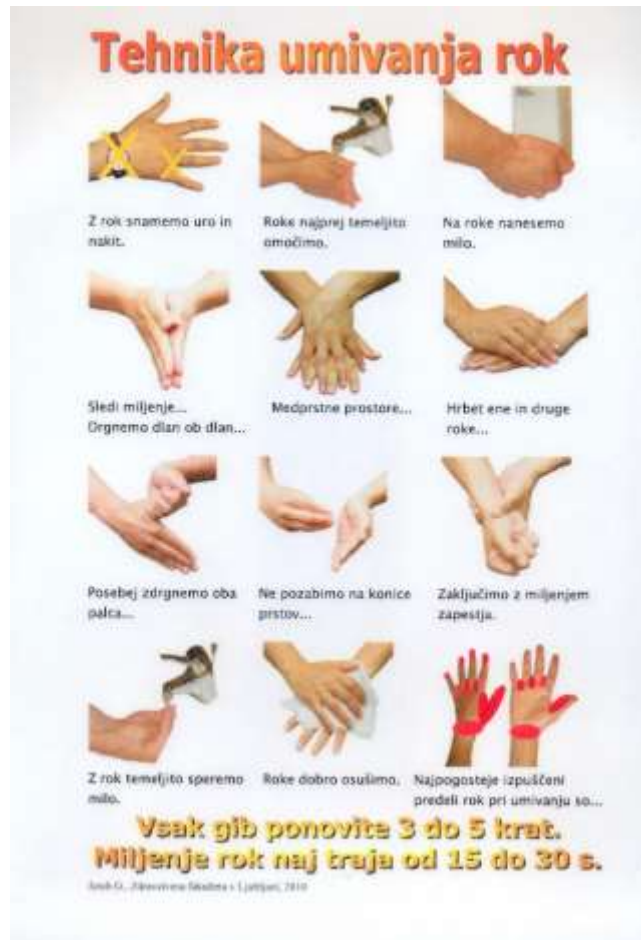 Tehnika umivanja rok
Z rok snamemo uro in
nakit.
Roke najprej temeljito
omočimo.
Na roke nanesemo
milo.
Sledi miljenje...
Drgnemo dlan ob dlan...
Medprstne prostore...
Hrbet ene in druge
roke...
Posebej zdrgnemo oba
palca...
Ne pozabimo na konice
prstov...
Zaključimo z miljenjem
zapestja.
Z rok temeljito speremo
milo.
Roke dobro osušimo.
Najpogosteje izpuščeni
predeli rok pri umivanju so...
Vsak gib ponovite 3 do 5 krat.
Miljenje rok naj traja od 15 do 30 s.
Zdravstvena fakulteta v Ljubljani, 2010